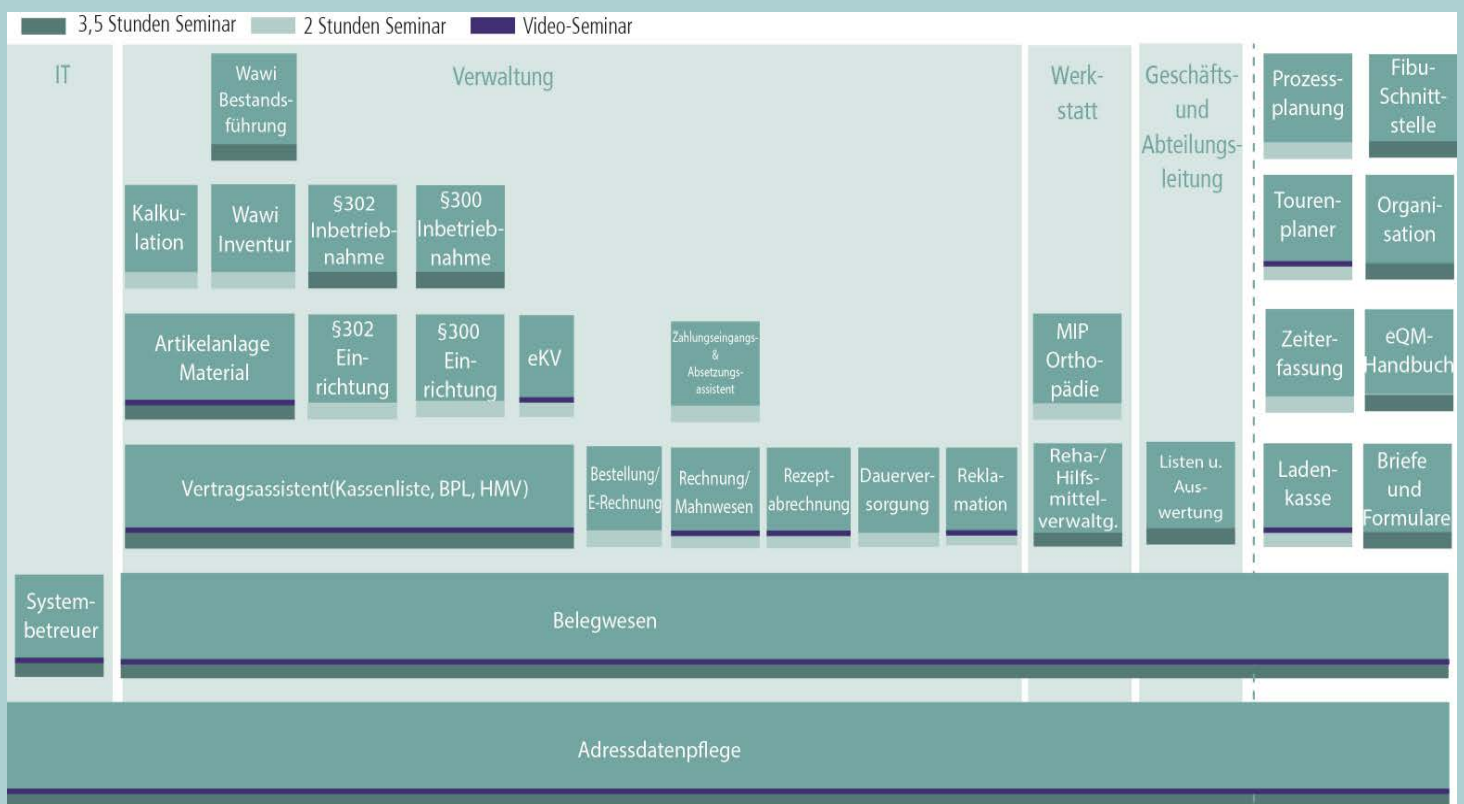 3,5 Stunden Seminar
2 Stunden Seminar
Video-Seminar
IT
Verwaltung
Werk-
statt
Geschäfts-
und
Abteilungs-
leitung
Wawi
Bestands-
führung
Prozess-
planung
Fibu-
Schnitt-
stelle
Kalku-
lation
Wawi
Inventur
§302
Inbetrieb-
nahme
§300
Inbetrieb-
nahme
Touren-
planer
Organi-
sation
Artikelanlage
Material
§302
Ein-
richtung
§300
Ein-
richtung
eKV
Zahlungseingangs-
&
Absetzungs-
assistent
MIP
Ortho-
pädie
Zeiter-
fassung
eQM-
Handbuch
Vertragsassistent(Kassenliste, BPL, HMV)
Bestellung/
E-Rechnung
Rechnung/
Mahnwesen
Rezept-
abrechnung
Dauerver-
sorgung
Rekla-
mation
Reha-/
Hilfs-
mittel-
verwaltg.
Listen u.
Aus-
wertung
Laden-
kasse
Briefe
und
Formulare
System-
betreuer
Belegwesen
Adressdatenpflege